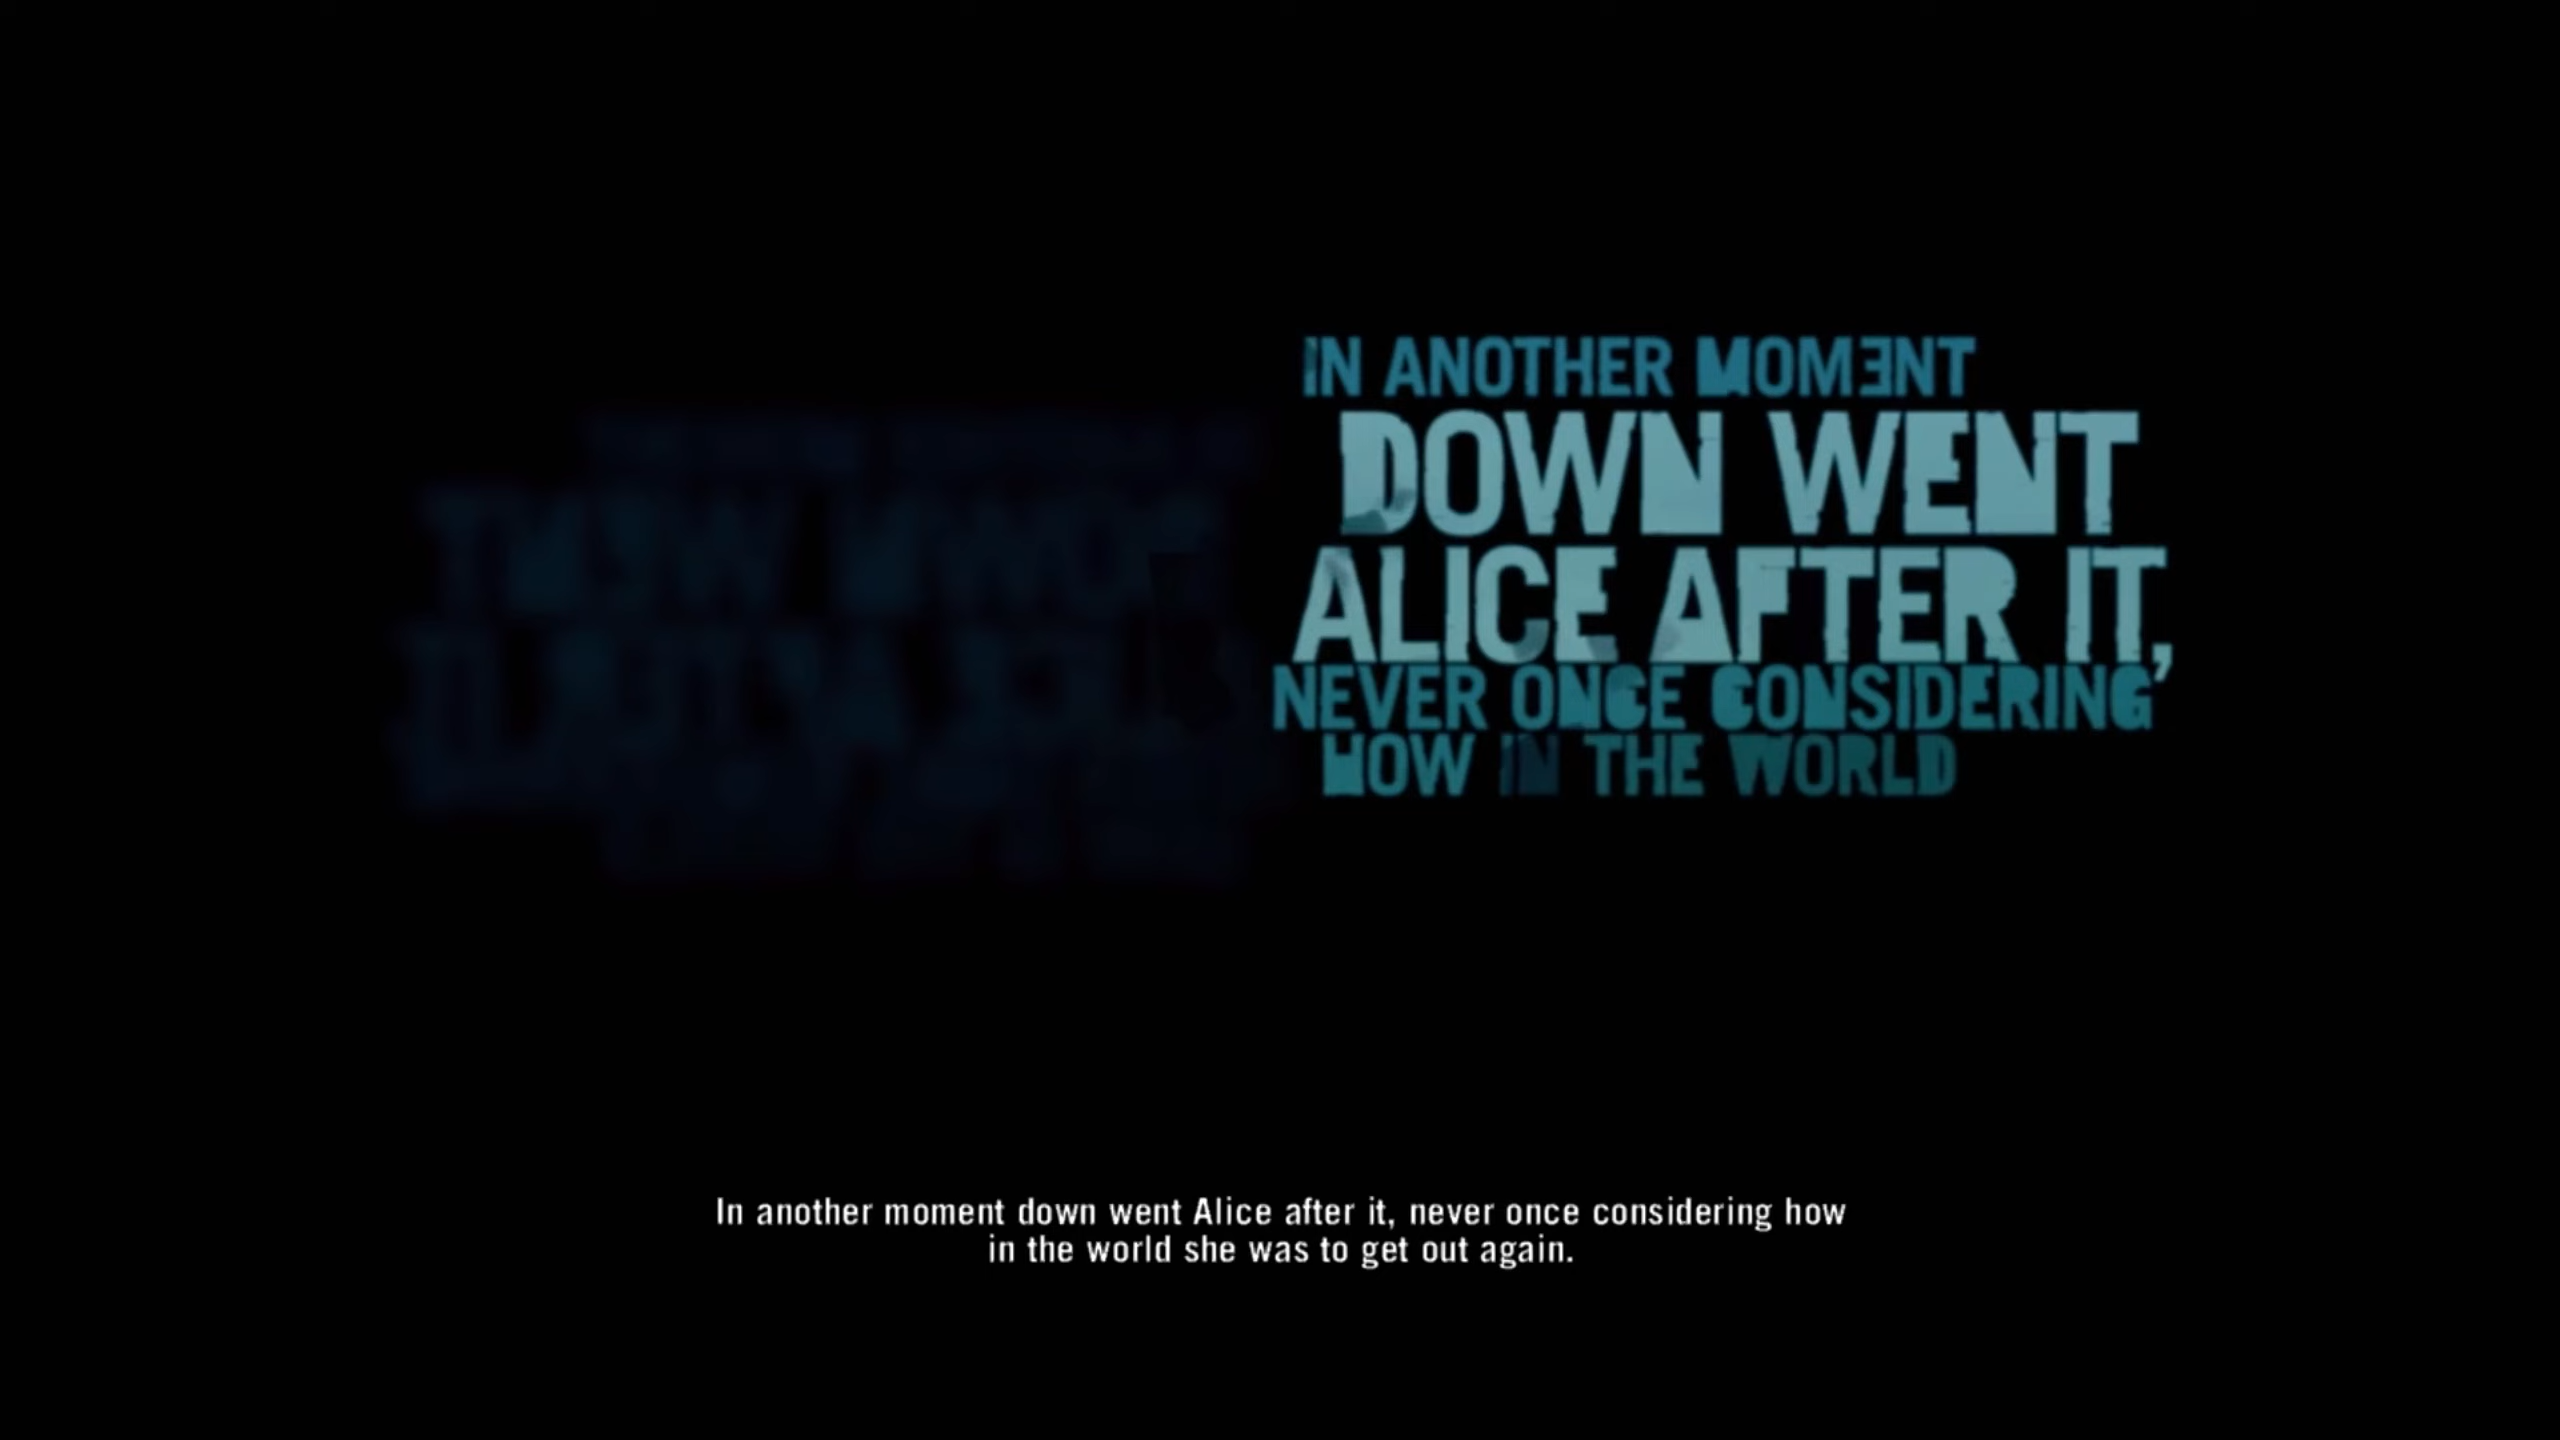 IN ANOTHER MOMENT
DOWN WENT
ALICE AFTER IT,
NEVER ONCE CONSIDERING
HOW IN THE WORLD
In another moment down went Alice after it, never once considering how
in the world she was to get out again.